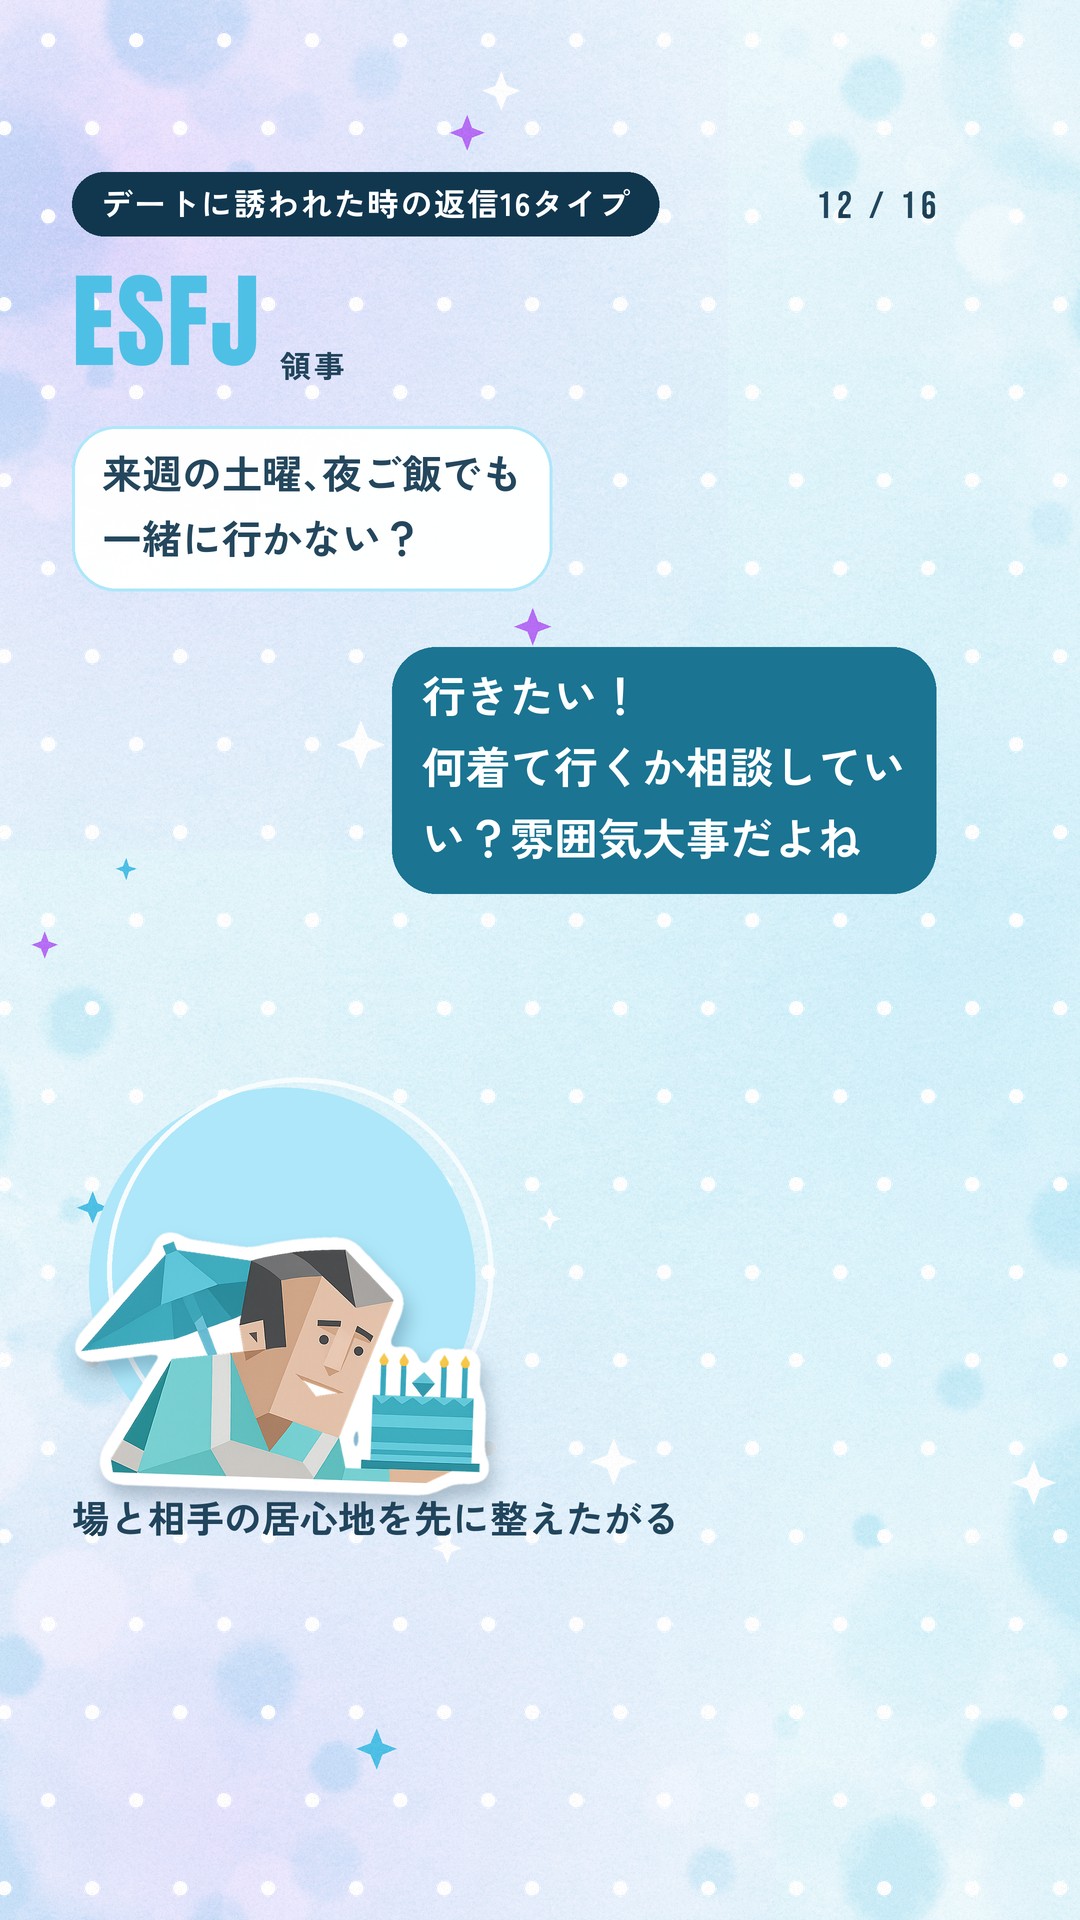 デートに誘われた時の返信16タイプ
12 / 16
ESFJ
領事
来週の土曜、夜ご飯でも
一緒に行かない？
行きたい！
何着て行くか相談してい
い？雰囲気大事だよね
場と相手の居心地を先に整えたがる